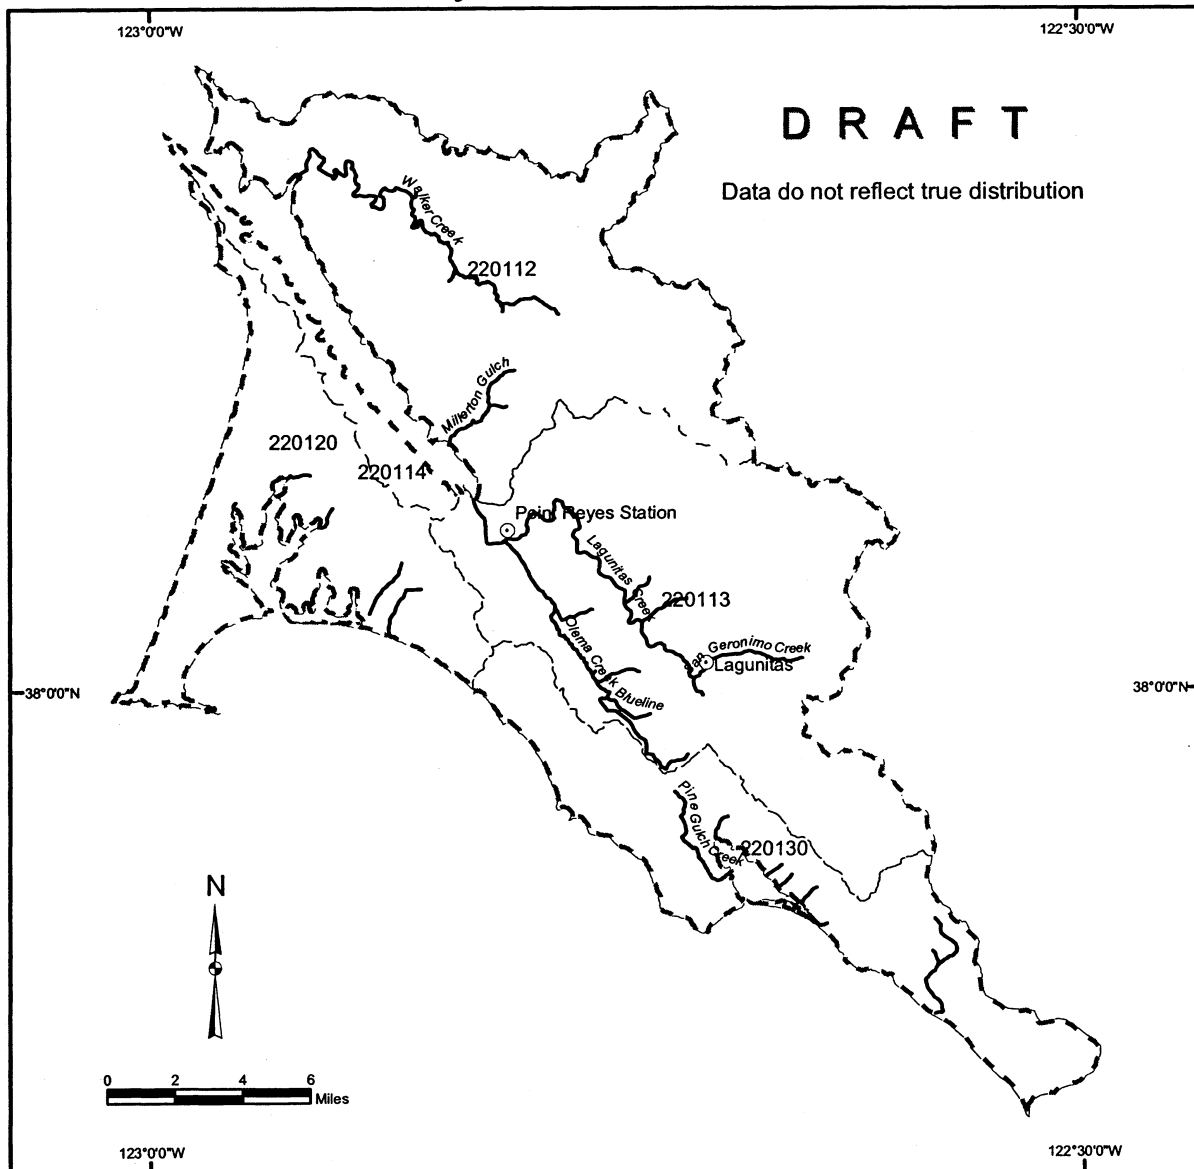 123°0'0"W
122°30'0"W
D R A F T
Data do not reflect true distribution
Walker Creek
220112
Millerton Gulch
220120
220114
Point Reyes Station
Lagunitas Creek
220113
San Geronimo Creek
Lagunitas
Olema Creek Blueline
38°0'0"N
38°0'0"N
Pine Gulch Creek
220130
N
0 2 4 6
Miles
123°0'0"W
122°30'0"W